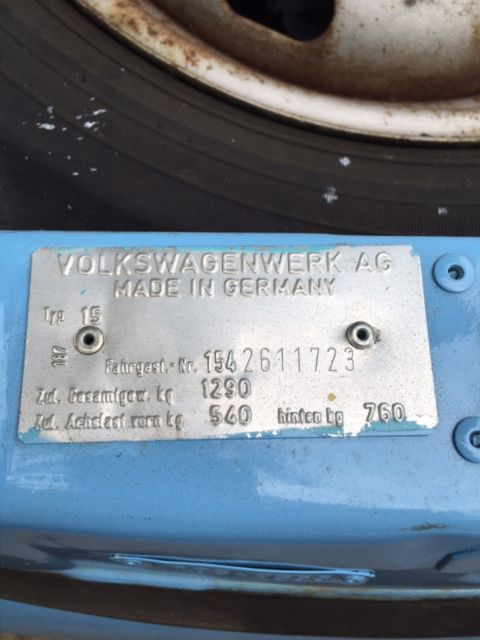 VOLKSWAGENWERK AG
MADE IN GERMANY
Typ 15
Fahrgest.-Nr. 1542611723
Zul. Gesamtgew. kg 1290
Zul. Achslast vorn kg 540 hinten kg 760